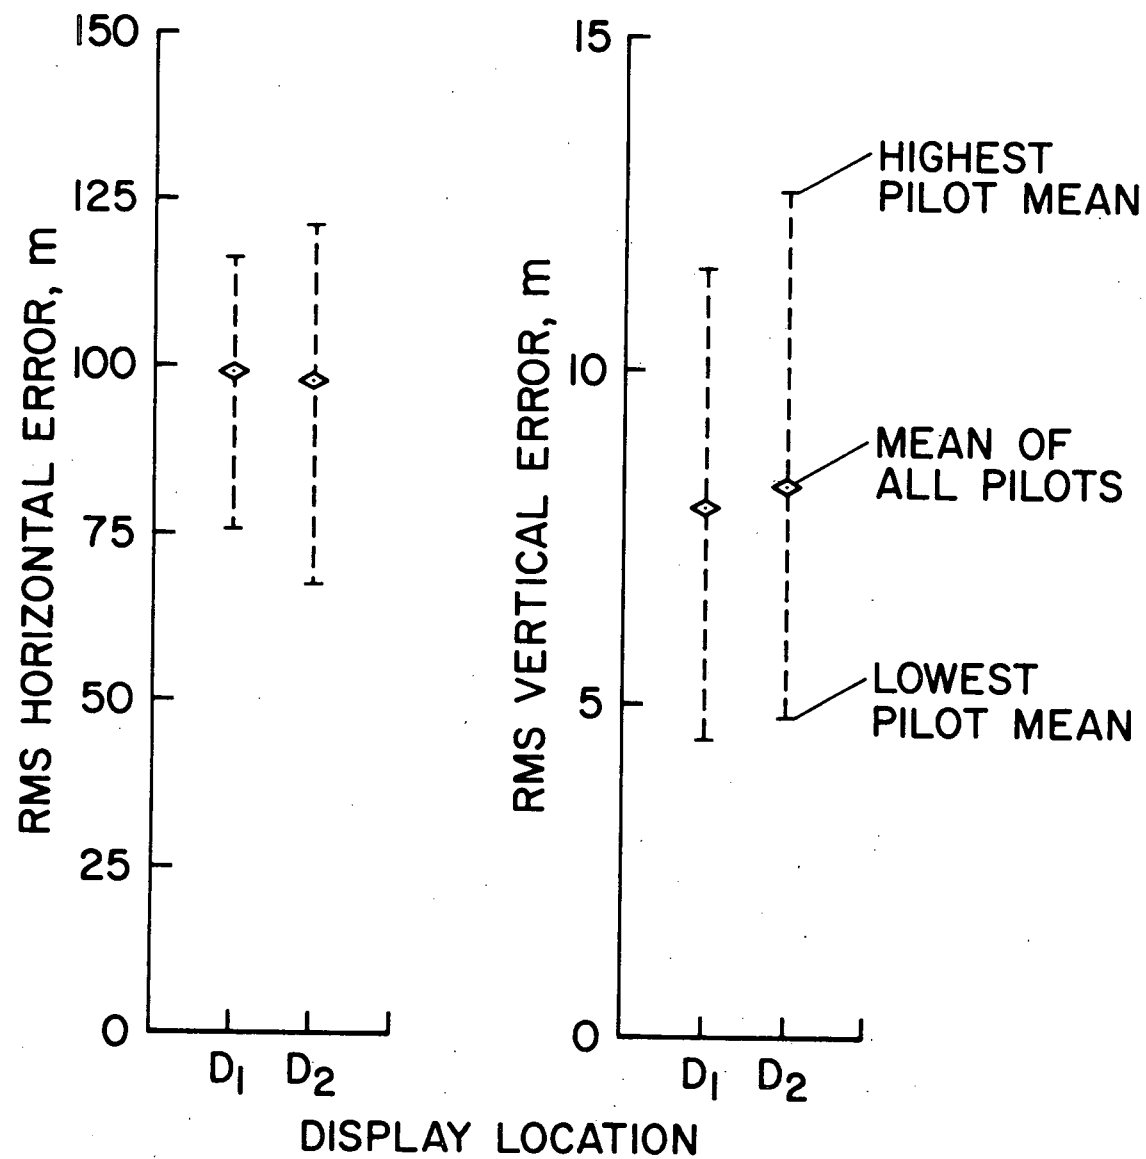 RMS HORIZONTAL ERROR, m
150
125
100
75
50
25
0
D1
D2
RMS VERTICAL ERROR, m
15
10
5
0
D1
D2
HIGHEST
PILOT MEAN
MEAN OF
ALL PILOTS
LOWEST
PILOT MEAN
DISPLAY LOCATION